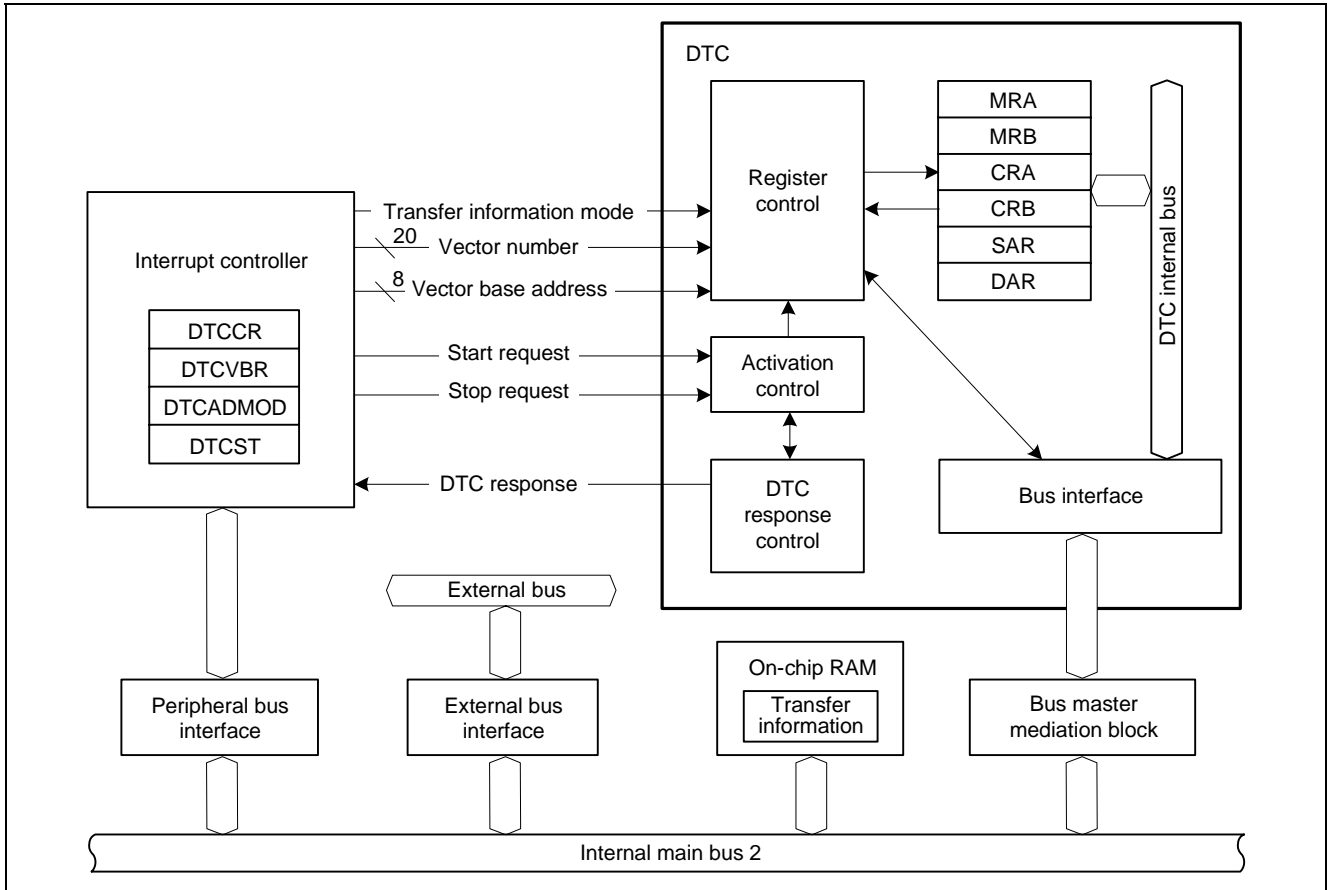 DTC
MRA
MRB
CRA
CRB
SAR
DAR
Register
control
DTC internal bus
Transfer information mode
20 Vector number
8 Vector base address
Interrupt controller
DTCCR
DTCVBR
DTCADMOD
DTCST
Start request
Stop request
Activation
control
DTC response
DTC
response
control
Bus interface
External bus
Peripheral bus
interface
External bus
interface
On-chip RAM
Transfer
information
Bus master
mediation block
Internal main bus 2